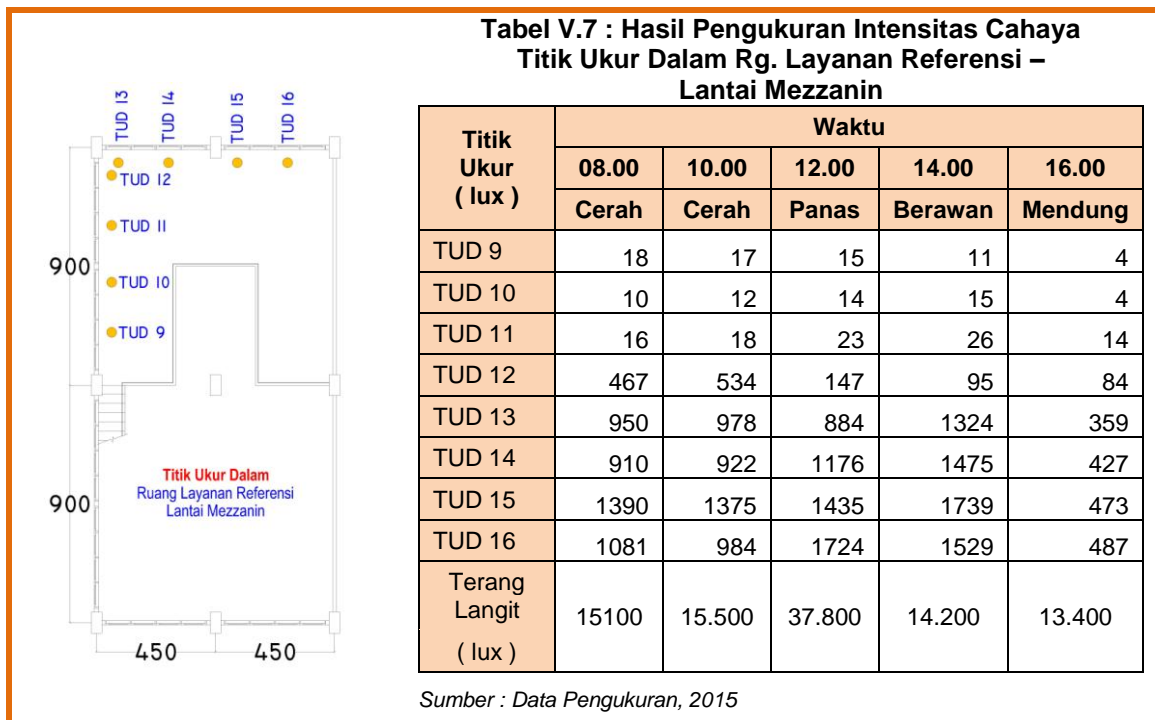 Tabel V.7 : Hasil Pengukuran Intensitas Cahaya
Titik Ukur Dalam Rg. Layanan Referensi –
Lantai Mezzanin
TUD 13
TUD 14
TUD 15
TUD 16
TUD 12
TUD 11
900
TUD 10
TUD 9
Titik Ukur Dalam
Ruang Layanan Referensi
Lantai Mezzanin
900
450 450
Titik
Ukur
( lux )
Waktu
08.00 10.00 12.00 14.00 16.00
Cerah Cerah Panas Berawan Mendung
TUD 9 18 17 15 11 4
TUD 10 10 12 14 15 4
TUD 11 16 18 23 26 14
TUD 12 467 534 147 95 84
TUD 13 950 978 884 1324 359
TUD 14 910 922 1176 1475 427
TUD 15 1390 1375 1435 1739 473
TUD 16 1081 984 1724 1529 487
Terang
Langit
( lux )
15100 15.500 37.800 14.200 13.400
Sumber : Data Pengukuran, 2015